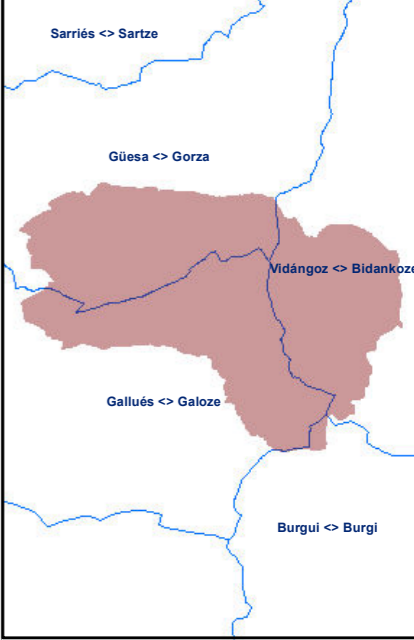 Sarriés <> Sartze
Güesa <> Gorza
Vidángoz <> Bidankoze
Gallués <> Galoze
Burgui <> Burgi